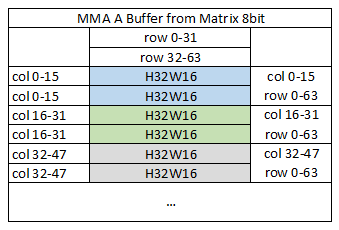 MMA A Buffer from Matrix 8bit
row 0-31
row 32-63
col 0-15 H32W16 col 0-15
col 0-15 H32W16 row 0-63
col 16-31 H32W16 col 16-31
col 16-31 H32W16 row 0-63
col 32-47 H32W16 col 32-47
col 32-47 H32W16 row 0-63
...